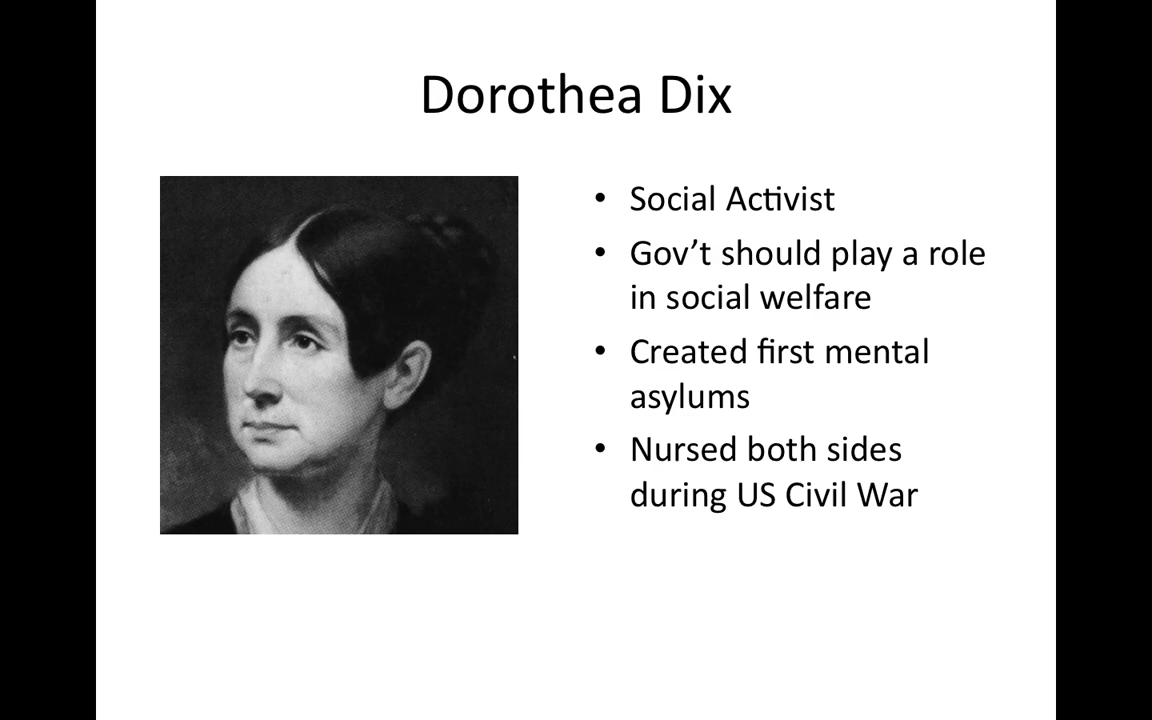 Dorothea Dix
• Social Activist
• Gov’t should play a role
in social welfare
• Created first mental
asylums
• Nursed both sides
during US Civil War